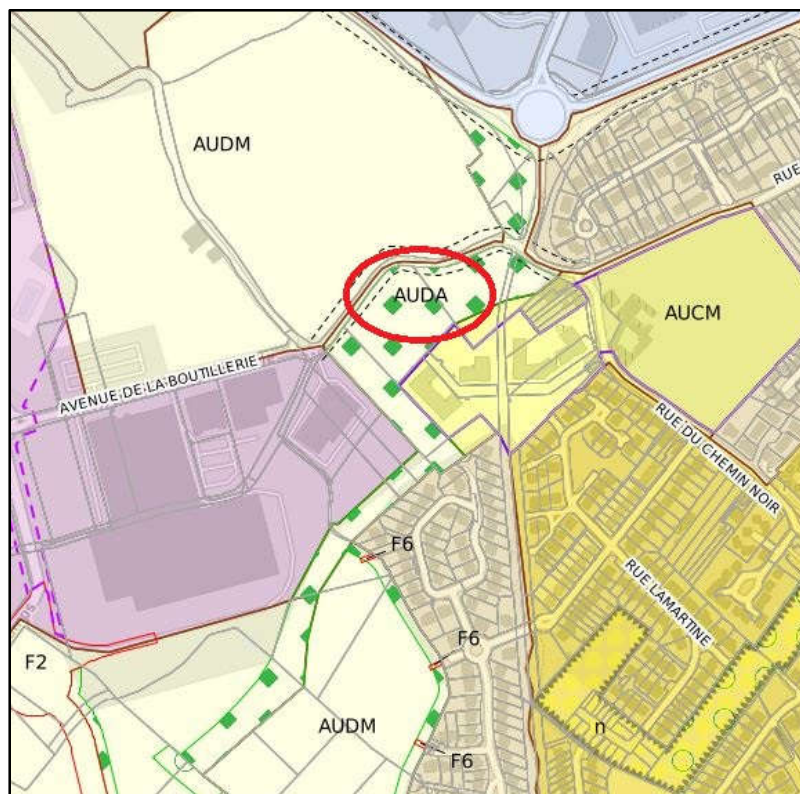 AUDM
RUE
AUDA
AUCM
AVENUE DE LA BOUTILLERIE
RUE DU CHEMIN NOIR
F6
RUE LAMARTINE
F6
F2
AUDM
n
F6